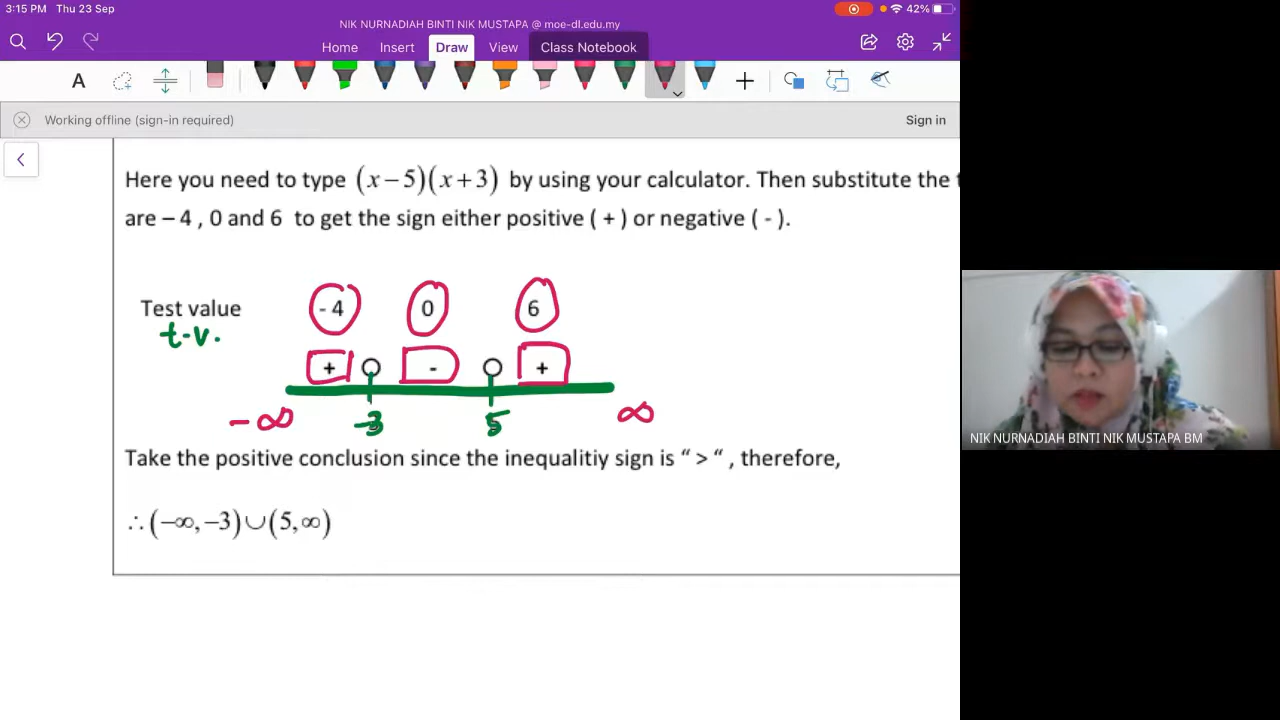 3:15 PM Thu 23 Sep
42%
NIK NURNADIAH BINTI NIK MUSTAPA @ moe-dl.edu.my
Home Insert Draw View Class Notebook
A
Working offline (sign-in required) Sign in
Here you need to type (x−5)(x+3) by using your calculator. Then substitute the
are – 4 , 0 and 6 to get the sign either positive ( + ) or negative ( - ).
Test value - 4 0 6
t.v.
+ - +
-∞ -3 5 ∞
Take the positive conclusion since the inequalitiy sign is “ > “ , therefore,
∴(−∞,−3)∪(5,∞)
NIK NURNADIAH BINTI NIK MUSTAPA BM